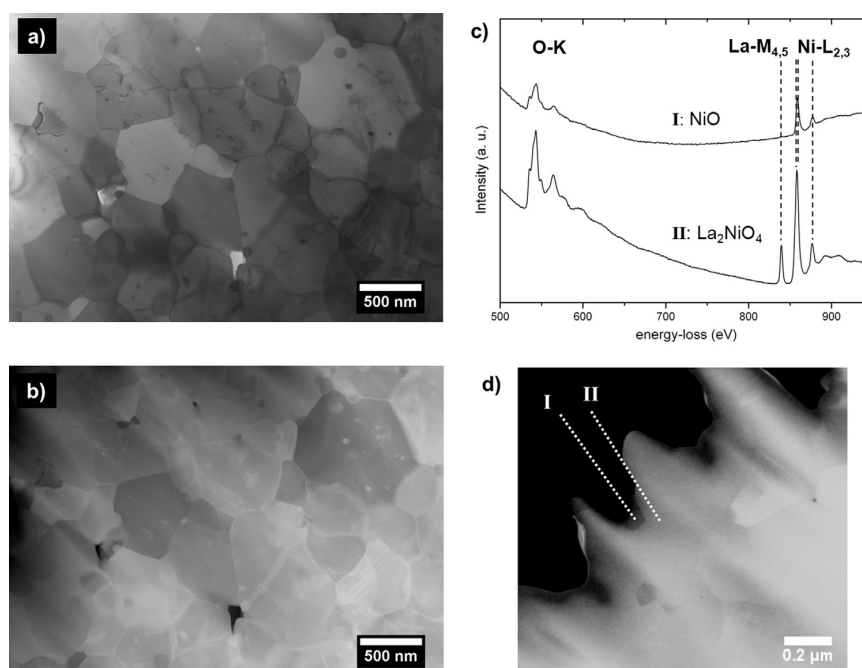 a)
500 nm
b)
500 nm
c)
O-K
La-M4,5 Ni-L2,3
I: NiO
II: La2NiO4
Intensity (a. u.)
500 600 700 800 900
energy-loss (eV)
d)
I II
0.2 µm